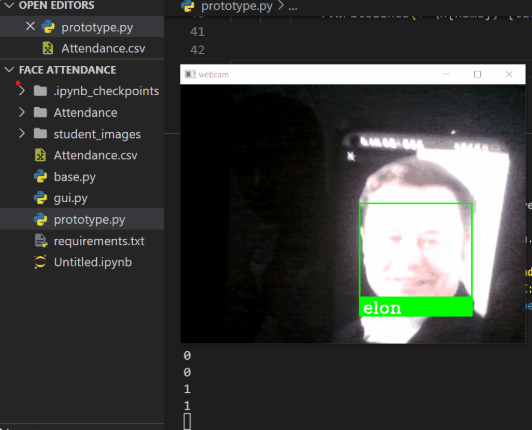 OPEN EDITORS
prototype.py
Attendance.csv
FACE ATTENDANCE
.ipynb_checkpoints
Attendance
student_images
Attendance.csv
base.py
gui.py
prototype.py
requirements.txt
Untitled.ipynb
prototype.py > ...
41
42
webcam
elon
0
0
1
1